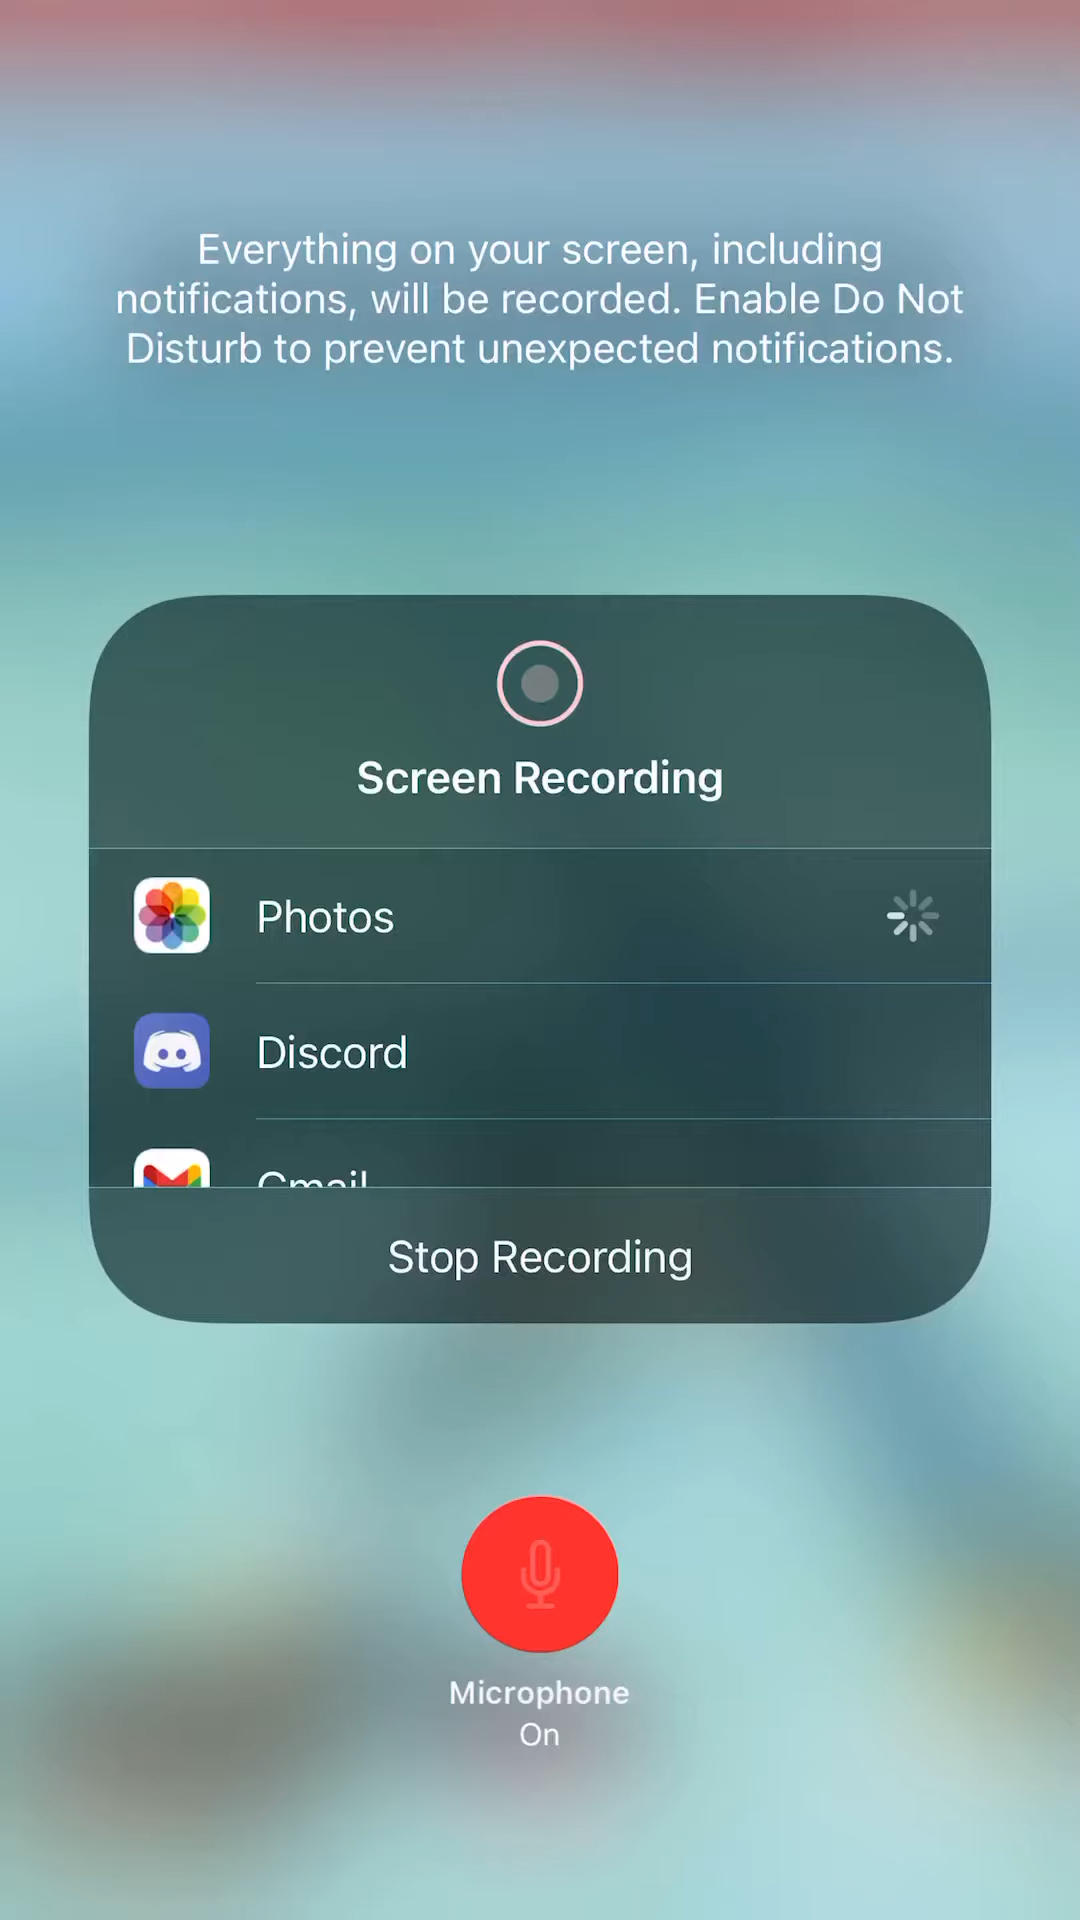 Everything on your screen, including
notifications, will be recorded. Enable Do Not
Disturb to prevent unexpected notifications.
Screen Recording
Photos
Discord
Gmail
Stop Recording
Microphone
On